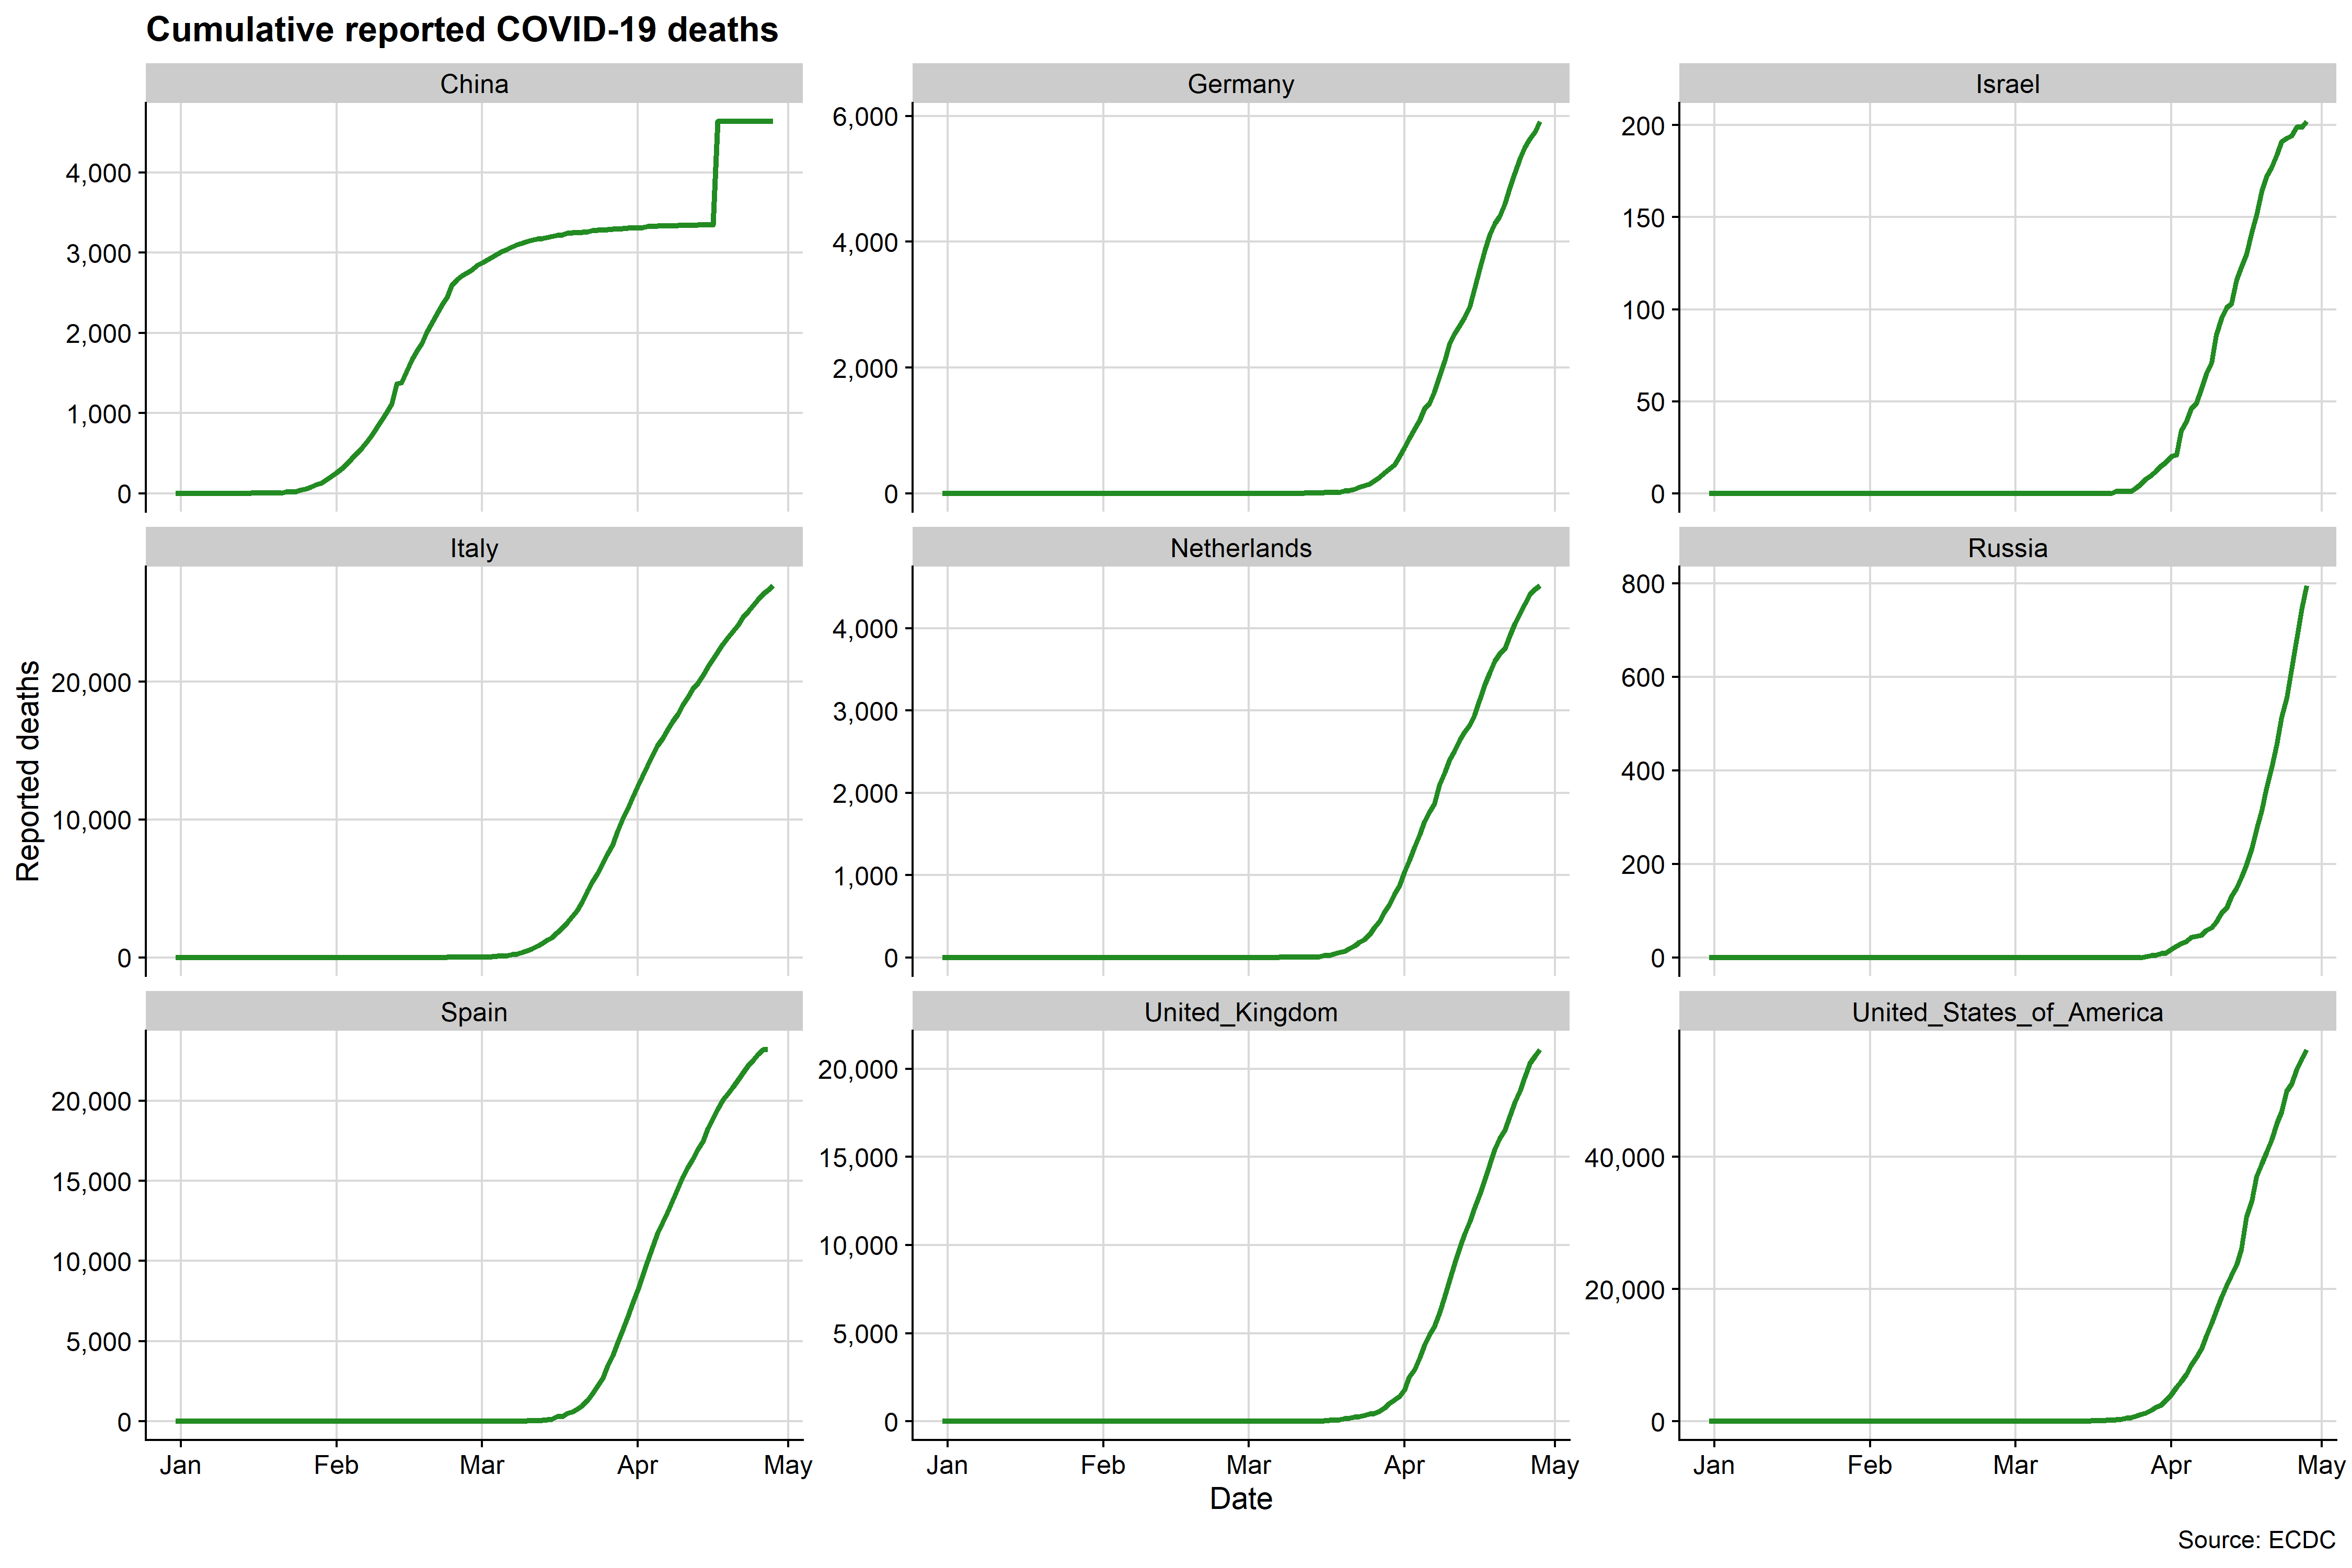 Cumulative reported COVID-19 deaths
China
Germany
Israel
4,000
3,000
2,000
1,000
0
6,000
4,000
2,000
0
200
150
100
50
0
Italy
Netherlands
Russia
Reported deaths
20,000
10,000
0
4,000
3,000
2,000
1,000
0
800
600
400
200
0
Spain
United_Kingdom
United_States_of_America
20,000
15,000
10,000
5,000
0
20,000
15,000
10,000
5,000
0
40,000
20,000
0
Jan Feb Mar Apr May
Jan Feb Mar Apr May
Jan Feb Mar Apr May
Date
Source: ECDC